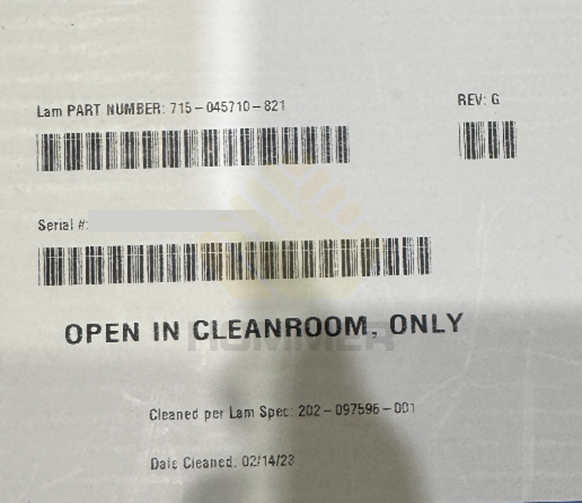 Lam PART NUMBER: 715-045710-821
REV: G
Serial #:
OPEN IN CLEANROOM, ONLY
HOMMER
Cleaned per Lam Spec: 202-097596-001
Date Cleaned: 02/14/23